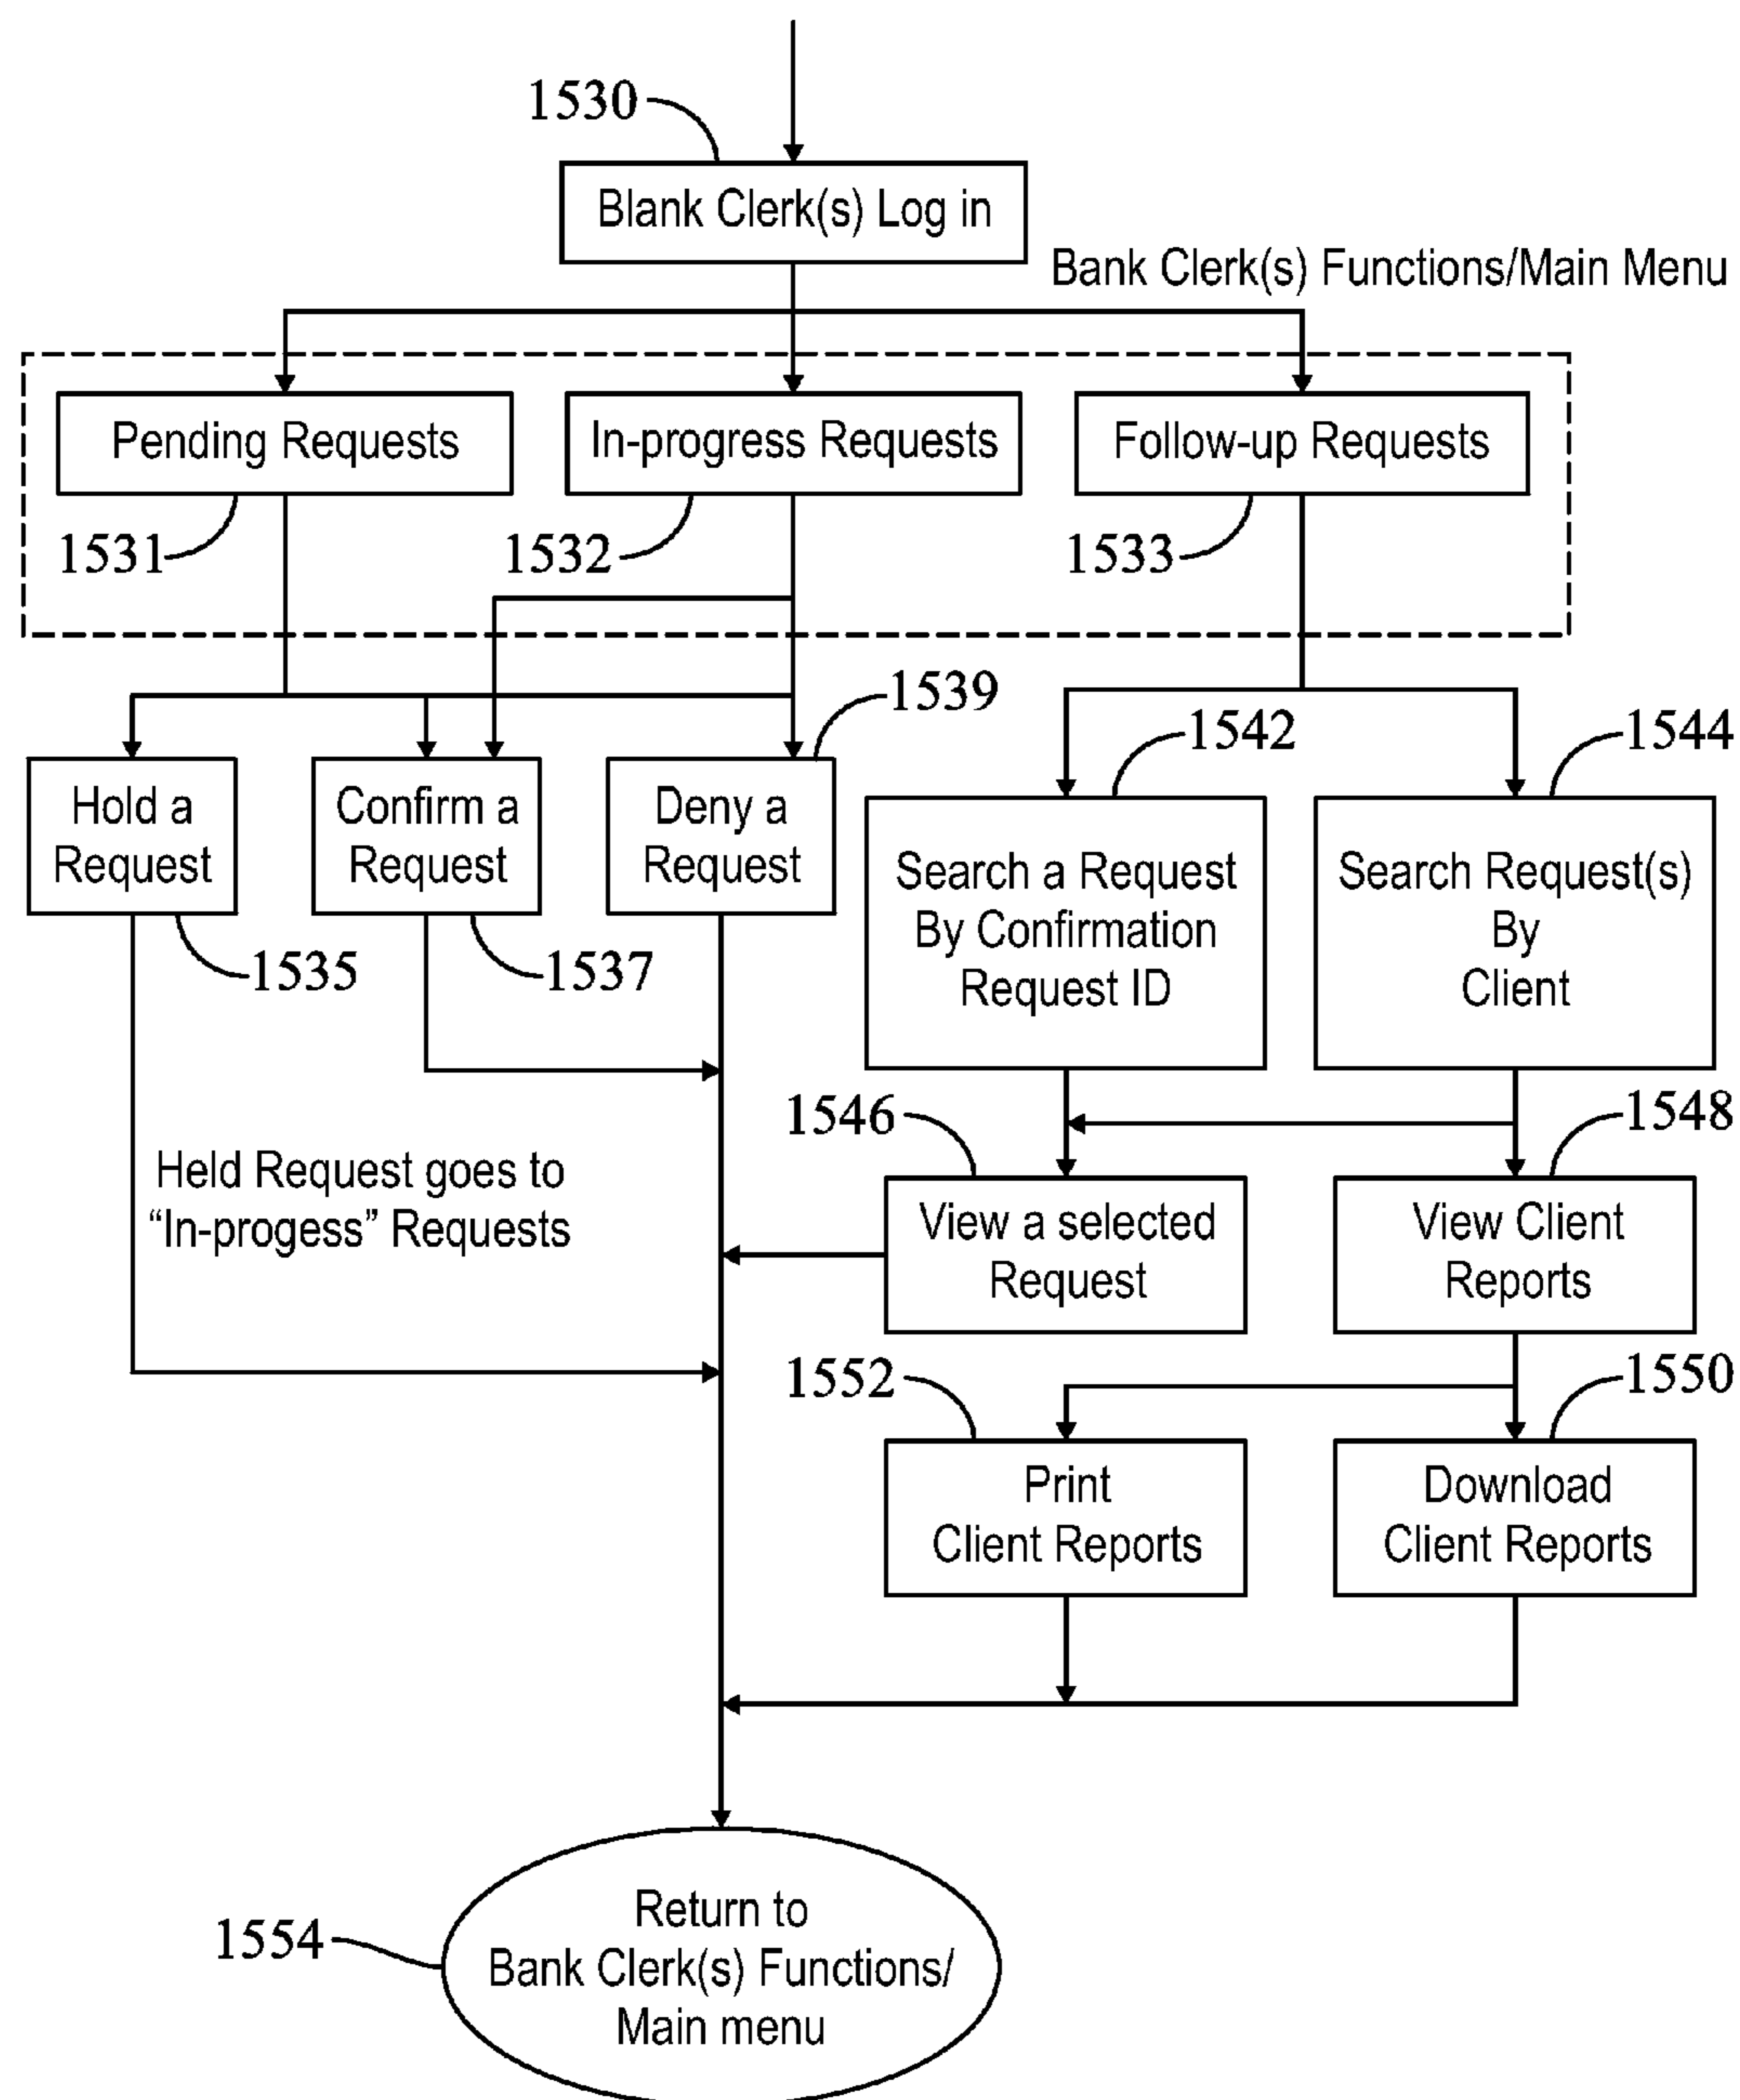 1530
Blank Clerk(s) Log in
Bank Clerk(s) Functions/Main Menu
Pending Requests
In-progress Requests
Follow-up Requests
1531
1532
1533
1539
1542
1544
Hold a
Request
Confirm a
Request
Deny a
Request
Search a Request
By Confirmation
Request ID
Search Request(s)
By
Client
1535
1537
1546
1548
Held Request goes to
“In-progess” Requests
View a selected
Request
View Client
Reports
1552
1550
Print
Client Reports
Download
Client Reports
1554
Return to
Bank Clerk(s) Functions/
Main menu